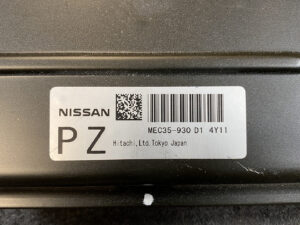 NISSAN
MEC35-930 D1 4Y11
PZ
Hitachi,Ltd.Tokyo Japan